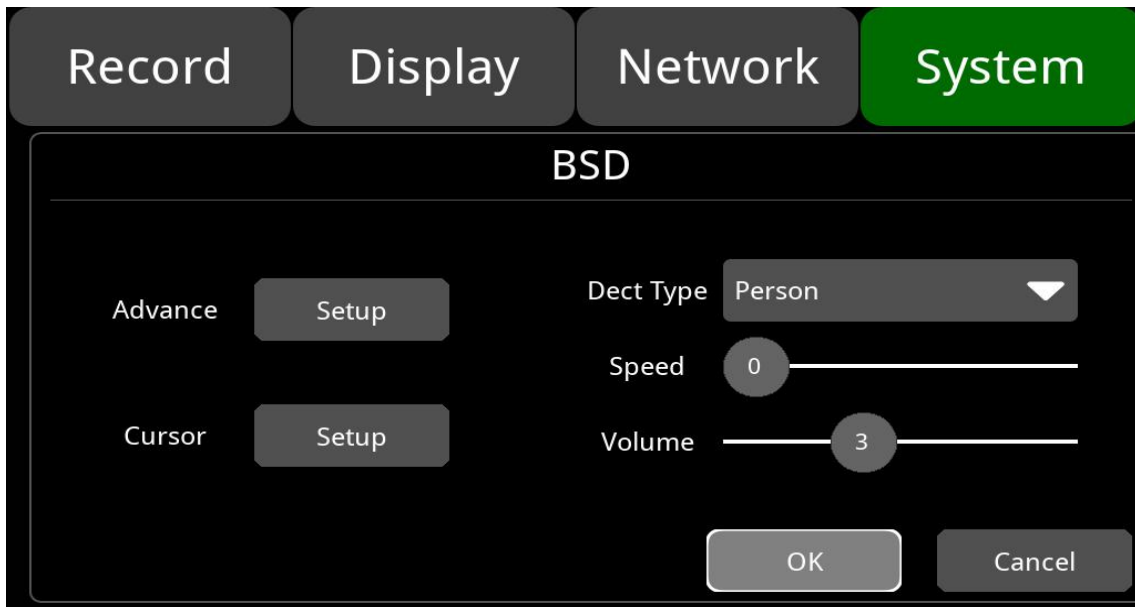 Record Display Network System
BSD
Advance Setup
Dect Type Person
Speed 0
Cursor Setup
Volume 3
OK Cancel